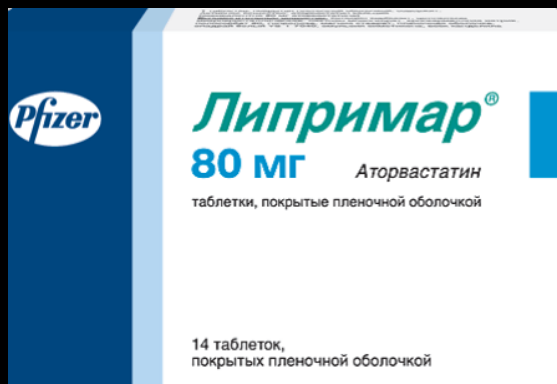 Pfizer
Липримар®
80 мг
Аторвастатин
таблетки, покрытые пленочной оболочкой
14 таблеток,
покрытых пленочной оболочкой